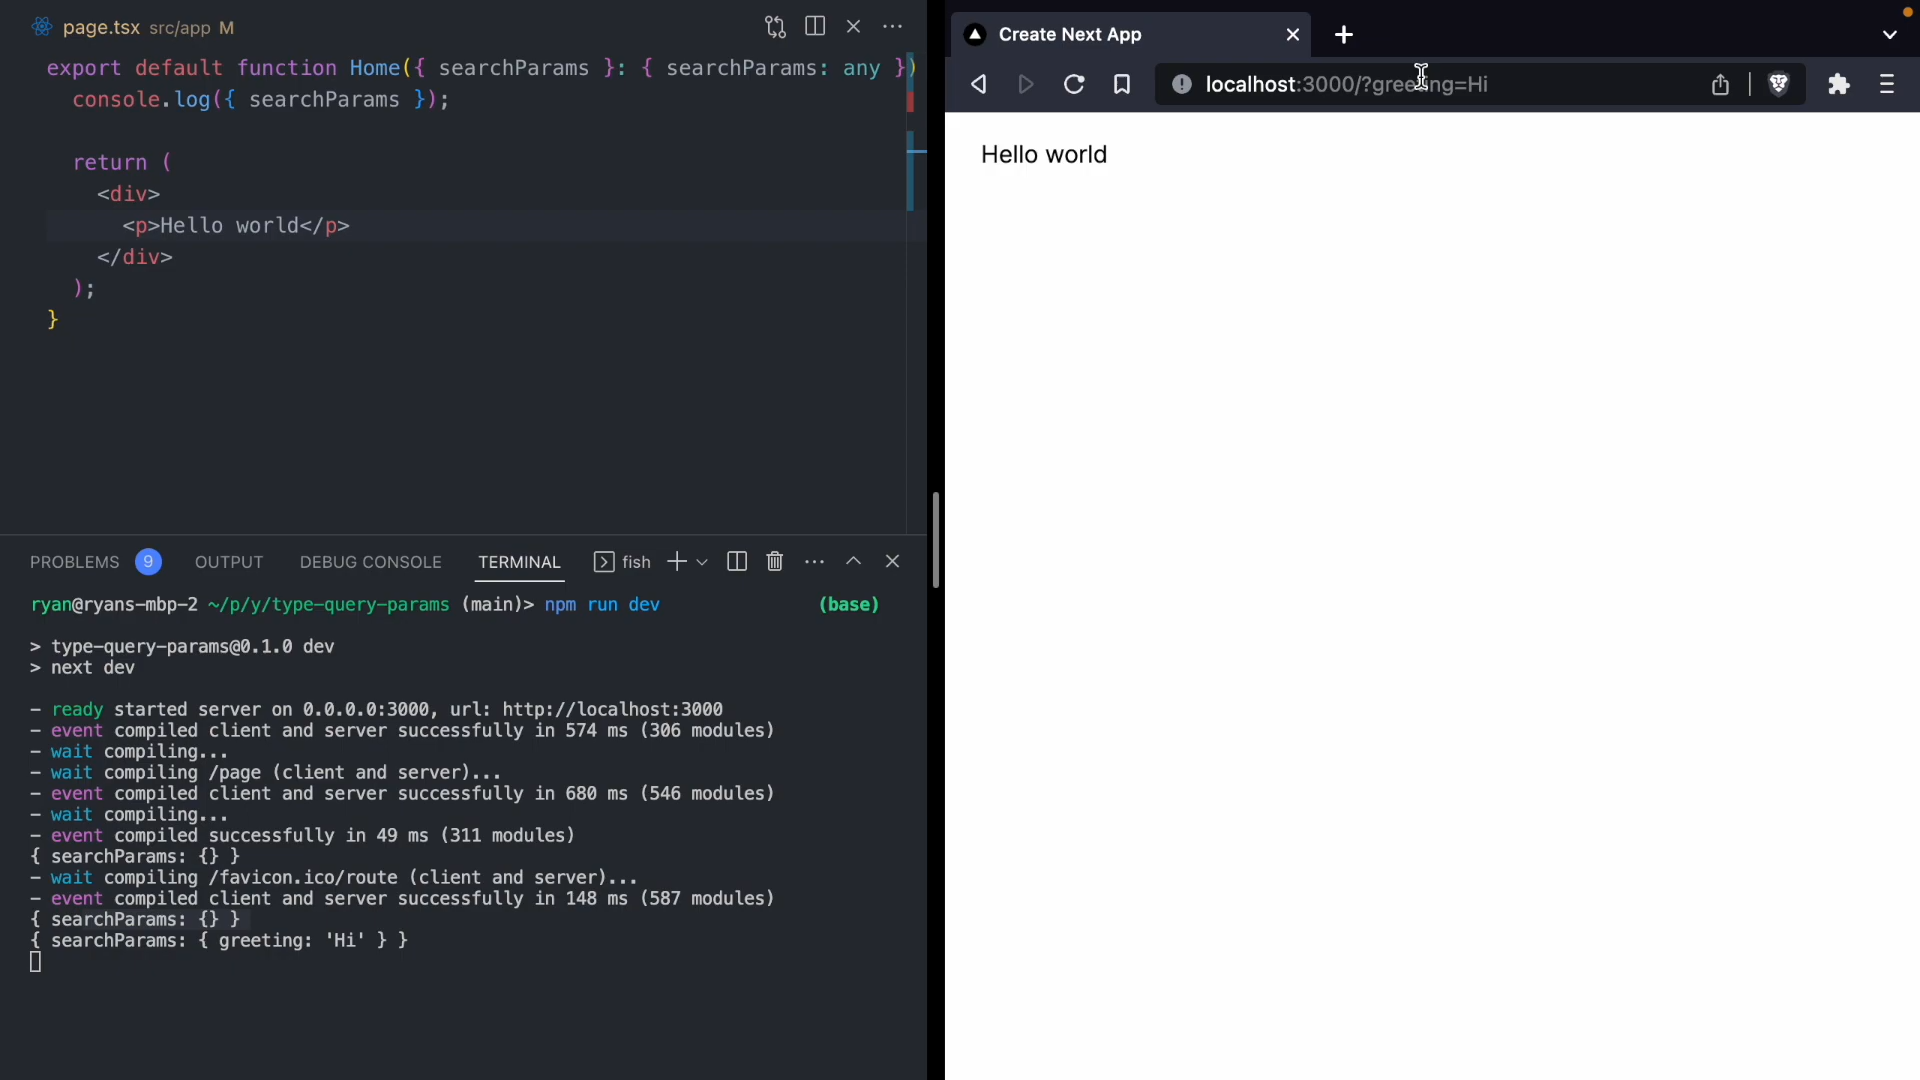 page.tsx src/app M
export default function Home({ searchParams }: { searchParams: any })
console.log({ searchParams });
return (
<div>
<p>Hello world</p>
</div>
);
}
PROBLEMS 9 OUTPUT DEBUG CONSOLE TERMINAL fish
ryan@ryans-mbp-2 ~/p/y/type-query-params (main)> npm run dev (base)
> type-query-params@0.1.0 dev
> next dev
- ready started server on 0.0.0.0:3000, url: http://localhost:3000
- event compiled client and server successfully in 574 ms (306 modules)
- wait compiling...
- wait compiling /page (client and server)...
- event compiled client and server successfully in 680 ms (546 modules)
- wait compiling...
- event compiled successfully in 49 ms (311 modules)
{ searchParams: {} }
- wait compiling /favicon.ico/route (client and server)...
- event compiled client and server successfully in 148 ms (587 modules)
{ searchParams: {} }
{ searchParams: { greeting: 'Hi' } }
Create Next App
localhost:3000/?greeting=Hi
Hello world